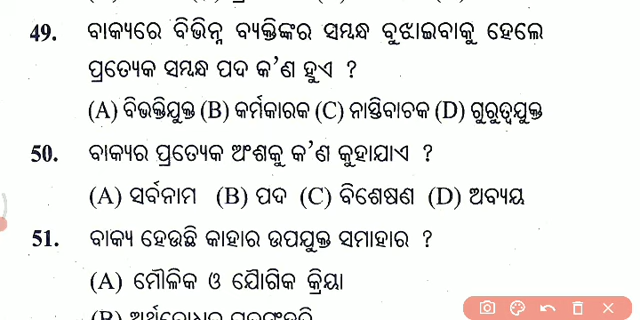 49. ବାକ୍ୟରେ ବିଭିନ୍ନ ବ୍ୟକ୍ତିଙ୍କର ସମ୍ବନ୍ଧ ବୁଝାଇବାକୁ ହେଲେ
ପ୍ରତ୍ୟେକ ସମ୍ବନ୍ଧ ପଦ କ'ଣ ହୁଏ ?
(A) ବିଭକ୍ତିଯୁକ୍ତ (B) କର୍ମକାରକ (C) ନାସ୍ତିବାଚକ (D) ଗୁରୁତ୍ୱଯୁକ୍ତ
50. ବାକ୍ୟର ପ୍ରତ୍ୟେକ ଅଂଶକୁ କ'ଣ କୁହାଯାଏ ?
(A) ସର୍ବନାମ (B) ପଦ (C) ବିଶେଷଣ (D) ଅବ୍ୟୟ
51. ବାକ୍ୟ ହେଉଛି କାହାର ଉପଯୁକ୍ତ ସମାହାର ?
(A) ମୌଳିକ ଓ ଯୌଗିକ କ୍ରିୟା
(B)